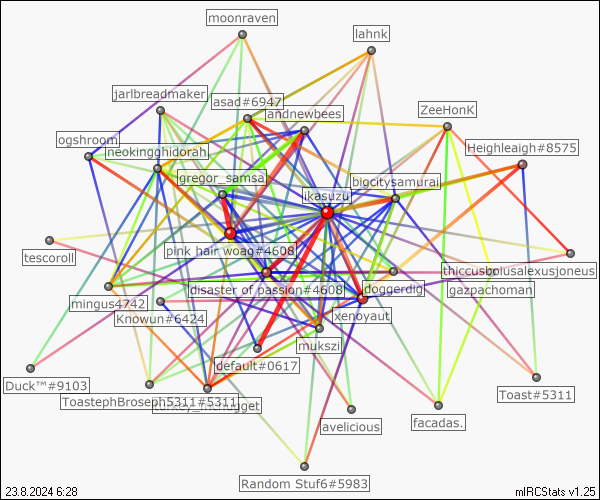 moonraven
lahnk
jarlbreadmaker
asad#6947
andnewbees
ZeeHonK
ogshroom
neokingghidorah
Heighleaigh#8575
gregor_samsa
bigcitysamurai
ikasuzu
pink hair woag#4608
tescoroll
thiccusbolusalexusjoneus
disaster of passion#4608
doggerdig
gazpachoman
mingus4742
Knowun#6424
xenoyaut
mukszi
default#0617
Duck™#9103
Toast#5311
ToastephBroseph5311#5311
facadas.
avelicious
Random Stuf6#5983
23.8.2024 6:28
mIRCStats v1.25